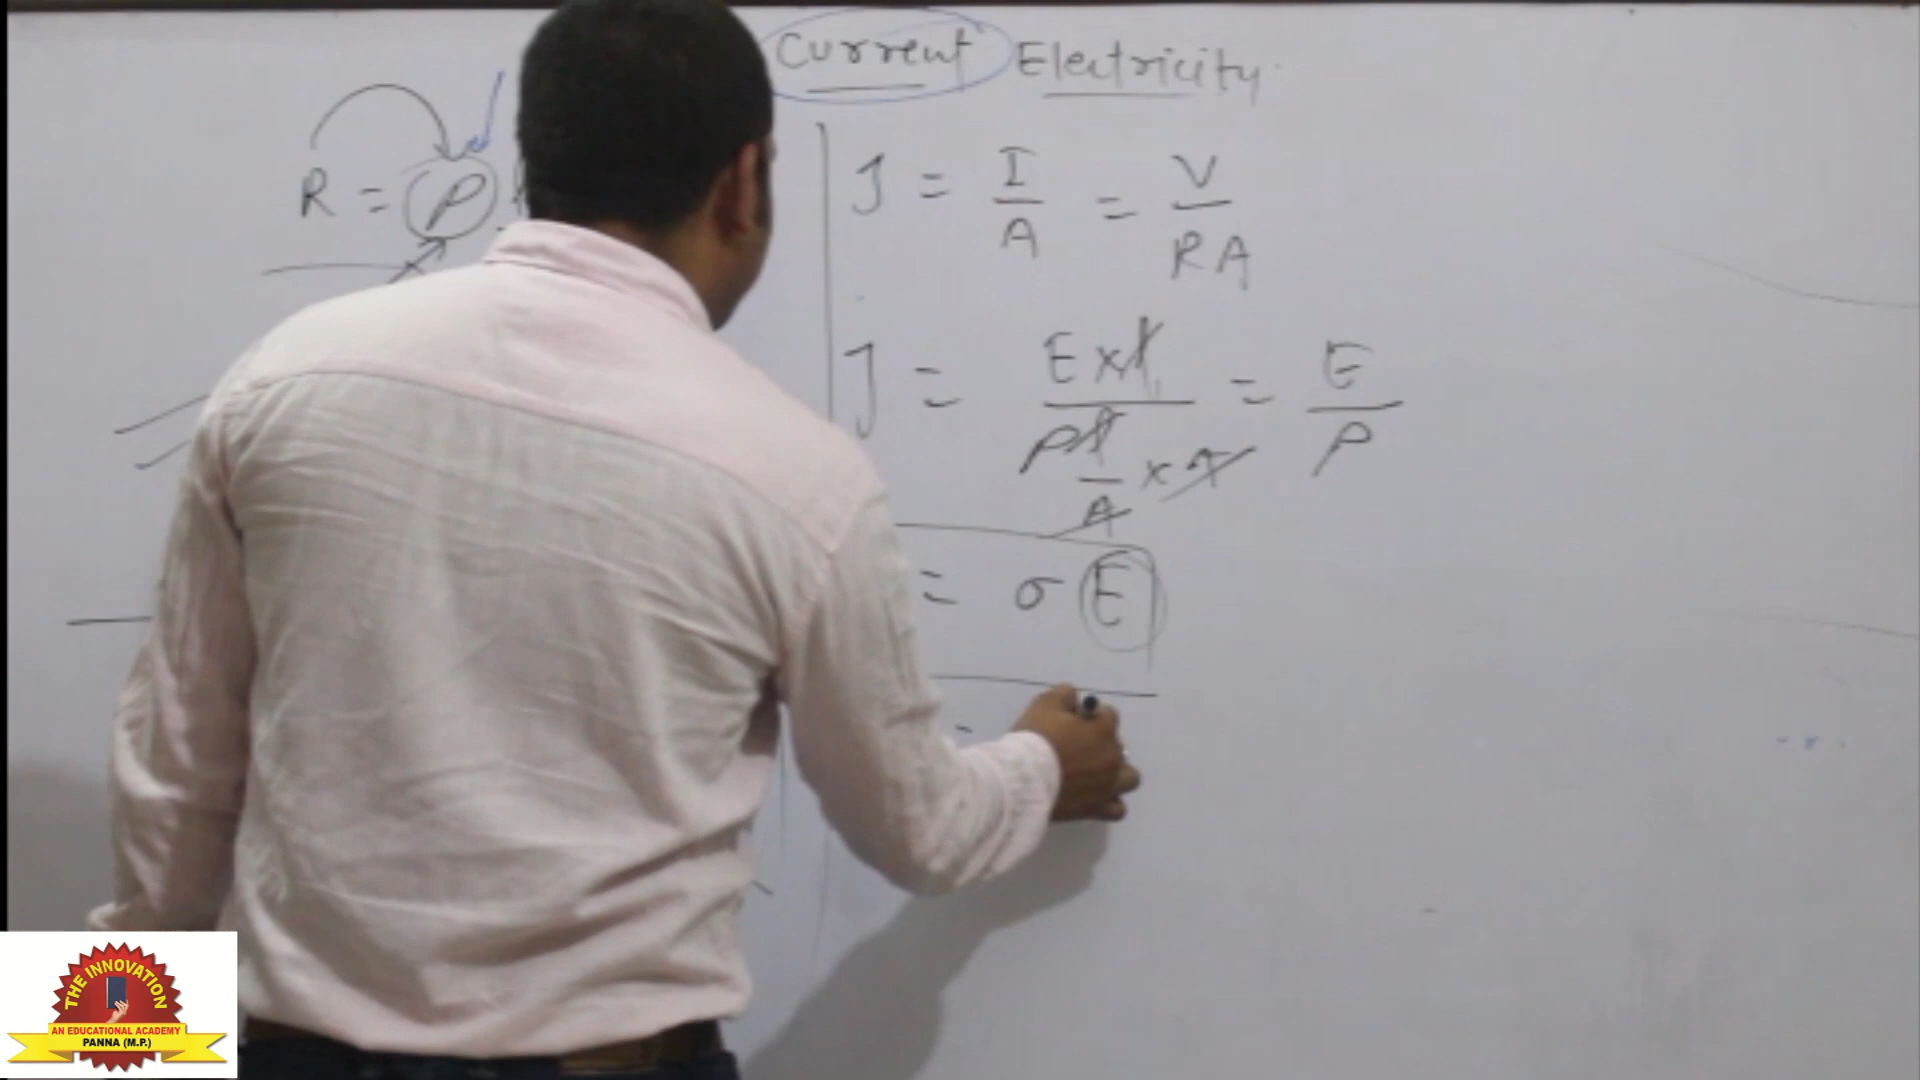 Current Electricity
R = ρ
J = I/A = V/RA
J = E×l / (ρl/A × A) = E/ρ
= σ E
=
THE INNOVATION
AN EDUCATIONAL ACADEMY
PANNA (M.P.)